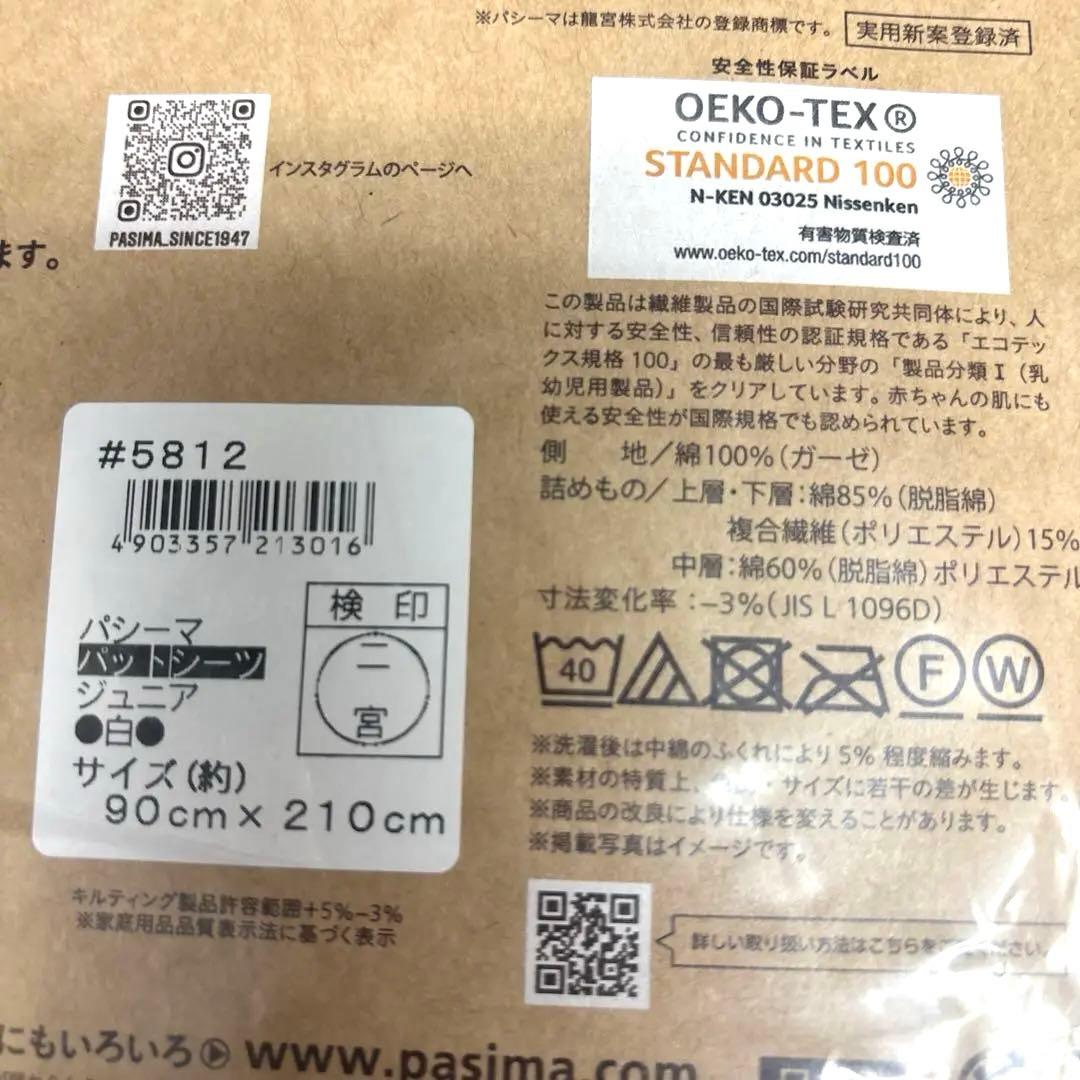 ※パシーマは龍宮株式会社の登録商標です。
実用新案登録済
安全性保証ラベル
OEKO-TEX®
CONFIDENCE IN TEXTILES
STANDARD 100
N-KEN 03025 Nissenken
有害物質検査済
www.oeko-tex.com/standard100
インスタグラムのページへ
PASIMA_SINCE1947
ます。
この製品は繊維製品の国際試験研究共同体により、人
に対する安全性、信頼性の認証規格である「エコテッ
クス規格 100」の最も厳しい分野の「製品分類Ⅰ（乳
幼児用製品）」をクリアしています。赤ちゃんの肌にも
使える安全性が国際規格でも認められています。
側 地／綿100%（ガーゼ）
詰めもの／上層・下層：綿85%（脱脂綿）
複合繊維（ポリエステル）15%
中層：綿60%（脱脂綿）ポリエステル
寸法変化率：−3%（JIS L 1096D）
40
F
W
※洗濯後は中綿のふくれにより 5% 程度縮みます。
※素材の特質上、・サイズに若干の差が生じます。
※商品の改良により仕様を変えることがあります。
※掲載写真はイメージです。
#5812
4903357213016
パシーマ
パットシーツ
ジュニア
●白●
サイズ（約）
90cm×210cm
検印
二宮
キルティング製品許容範囲+5%−3%
※家庭用品品質表示法に基づく表示
詳しい取り扱い方法はこちらをください。
にもいろいろ▶www.pasima.com